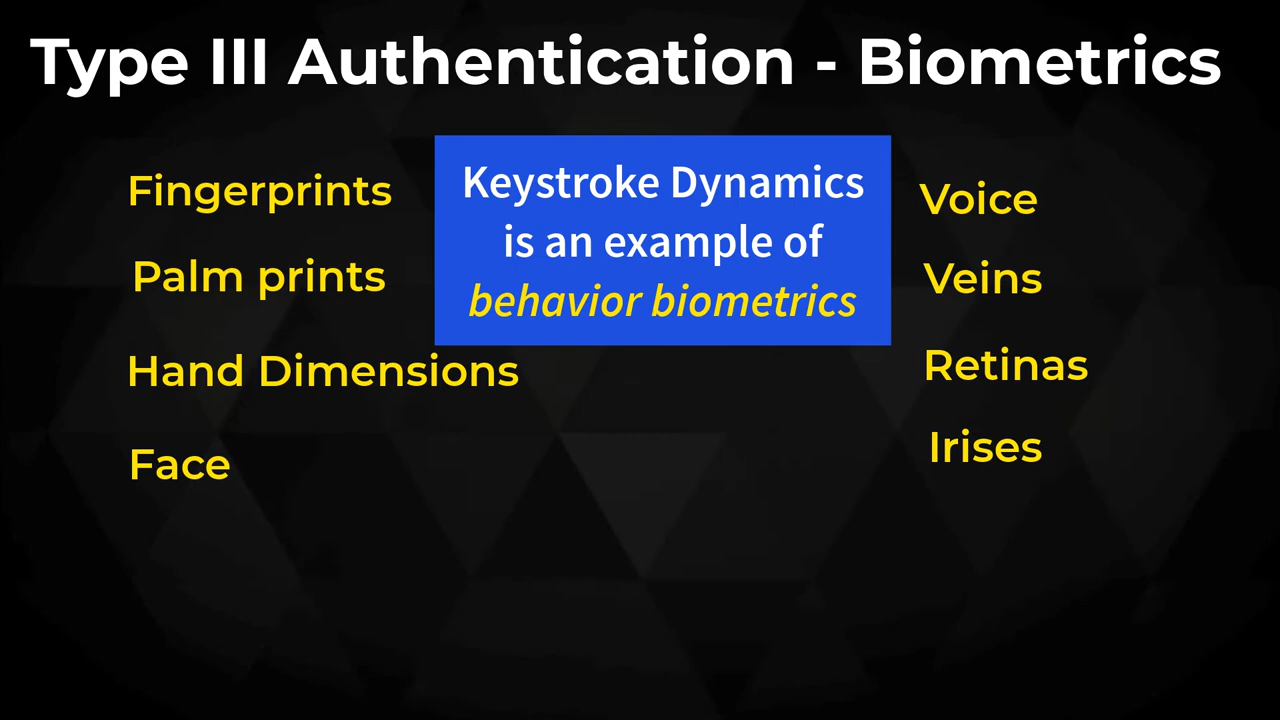 Type III Authentication - Biometrics
Fingerprints
Palm prints
Hand Dimensions
Face
Keystroke Dynamics
is an example of
behavior biometrics
Voice
Veins
Retinas
Irises